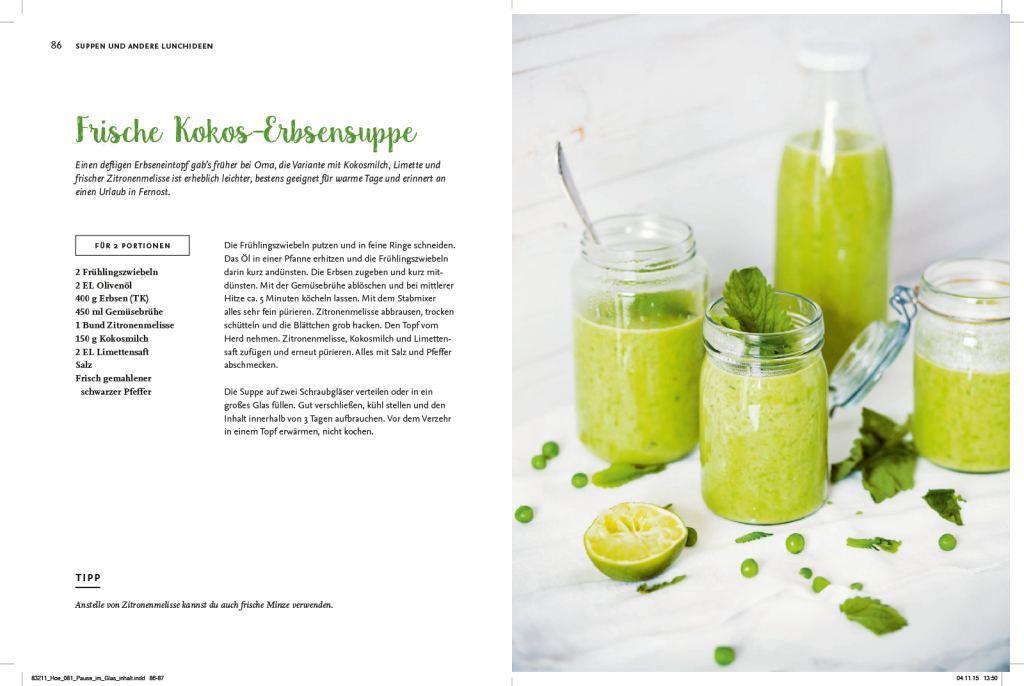 86 SUPPEN UND ANDERE LUNCHIDEEN
Frische Kokos-Erbsensuppe
Einen deftigen Erbseneintopf gab's früher bei Oma, die Variante mit Kokosmilch, Limette und
frischer Zitronenmelisse ist erheblich leichter, bestens geeignet für warme Tage und erinnert an
einen Urlaub in Fernost.
FÜR 2 PORTIONEN
2 Frühlingszwiebeln
2 EL Olivenöl
400 g Erbsen (TK)
450 ml Gemüsebrühe
1 Bund Zitronenmelisse
150 g Kokosmilch
2 EL Limettensaft
Salz
Frisch gemahlener
schwarzer Pfeffer
Die Frühlingszwiebeln putzen und in feine Ringe schneiden.
Das Öl in einer Pfanne erhitzen und die Frühlingszwiebeln
darin kurz andünsten. Die Erbsen zugeben und kurz mit-
dünsten. Mit der Gemüsebrühe ablöschen und bei mittlerer
Hitze ca. 5 Minuten köcheln lassen. Mit dem Stabmixer
alles sehr fein pürieren. Zitronenmelisse abbrausen, trocken
schütteln und die Blättchen grob hacken. Den Topf vom
Herd nehmen. Zitronenmelisse, Kokosmilch und Limetten-
saft zufügen und erneut pürieren. Alles mit Salz und Pfeffer
abschmecken.
Die Suppe auf zwei Schraubgläser verteilen oder in ein
großes Glas füllen. Gut verschließen, kühl stellen und den
Inhalt innerhalb von 3 Tagen aufbrauchen. Vor dem Verzehr
in einem Topf erwärmen, nicht kochen.
TIPP
Anstelle von Zitronenmelisse kannst du auch frische Minze verwenden.
83211_Hoe_081_Pause_im_Glas_inhalt.indd 86-87
04.11.15 13:50